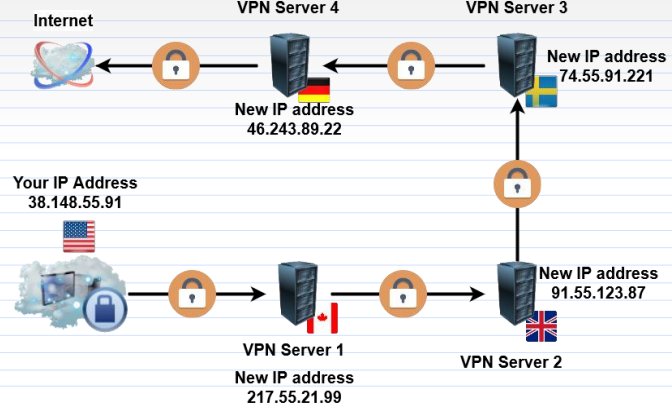 VPN Server 4
VPN Server 3
Internet
New IP address
74.55.91.221
New IP address
46.243.89.22
Your IP Address
38.148.55.91
New IP address
91.55.123.87
VPN Server 1
VPN Server 2
New IP address
217.55.21.99